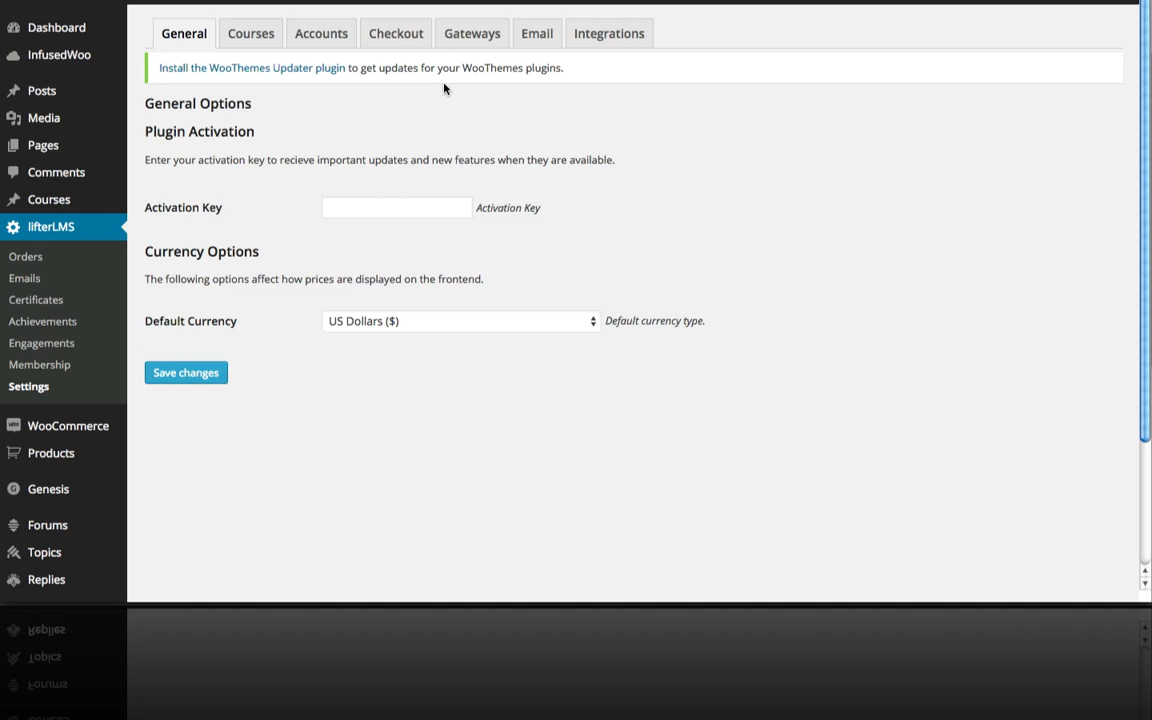 Dashboard
InfusedWoo
Posts
Media
Pages
Comments
Courses
lifterLMS
Orders
Emails
Certificates
Achievements
Engagements
Membership
Settings
WooCommerce
Products
Genesis
Forums
Topics
Replies
General Courses Accounts Checkout Gateways Email Integrations
Install the WooThemes Updater plugin to get updates for your WooThemes plugins.
General Options
Plugin Activation
Enter your activation key to recieve important updates and new features when they are available.
Activation Key Activation Key
Currency Options
The following options affect how prices are displayed on the frontend.
Default Currency US Dollars ($) Default currency type.
Save changes
Replies
Topics
Forums